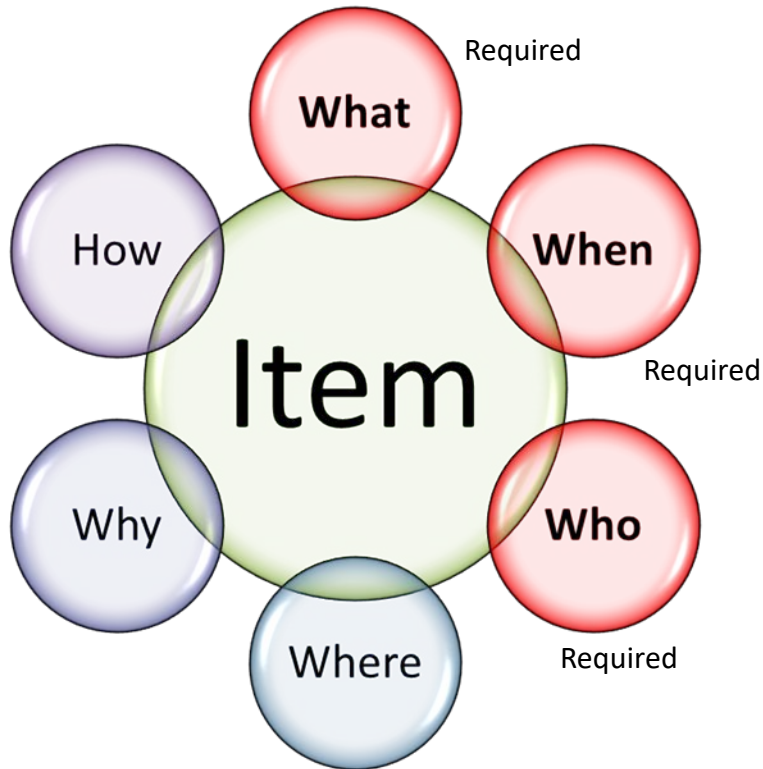 Required
What
How
When
Item
Required
Why
Who
Where
Required